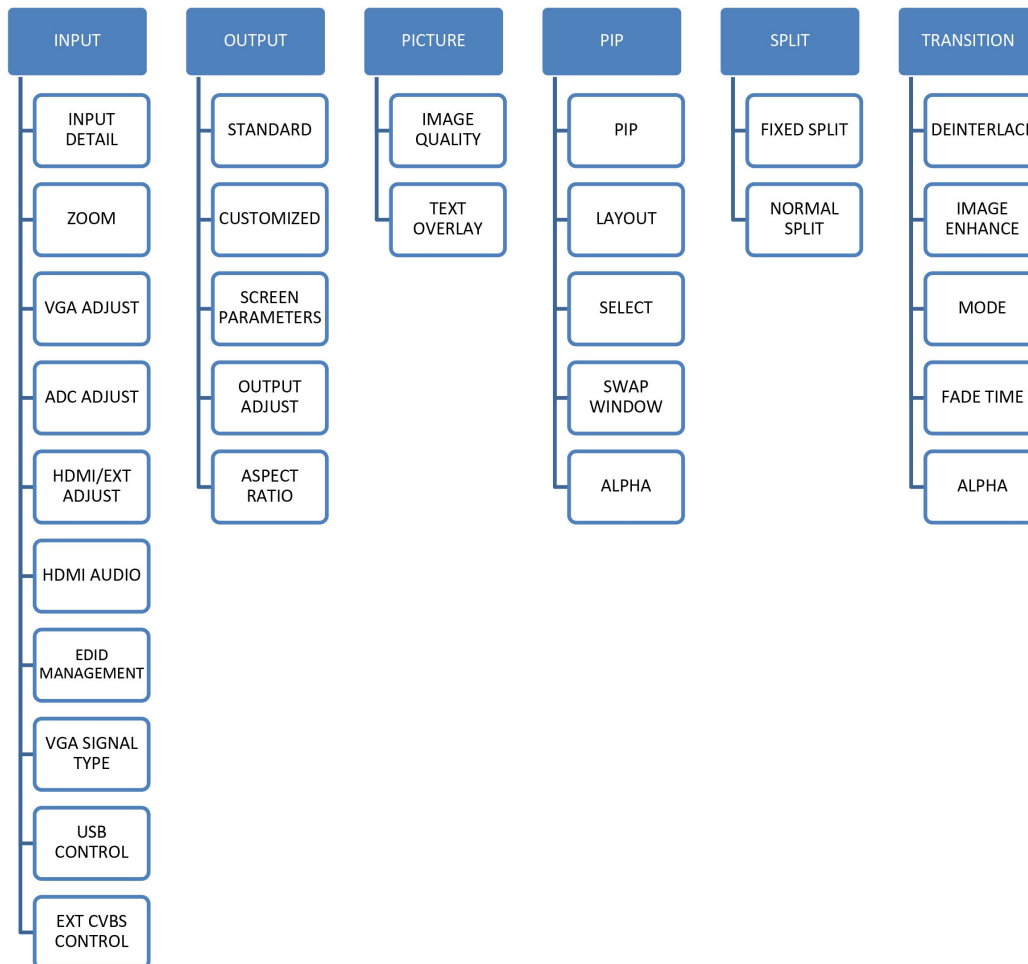 INPUT
INPUT
DETAIL
ZOOM
VGA ADJUST
ADC ADJUST
HDMI/EXT
ADJUST
HDMI AUDIO
EDID
MANAGEMENT
VGA SIGNAL
TYPE
USB
CONTROL
EXT CVBS
CONTROL
OUTPUT
STANDARD
CUSTOMIZED
SCREEN
PARAMETERS
OUTPUT
ADJUST
ASPECT
RATIO
PICTURE
IMAGE
QUALITY
TEXT
OVERLAY
PIP
PIP
LAYOUT
SELECT
SWAP
WINDOW
ALPHA
SPLIT
FIXED SPLIT
NORMAL
SPLIT
TRANSITION
DEINTERLACE
IMAGE
ENHANCE
MODE
FADE TIME
ALPHA